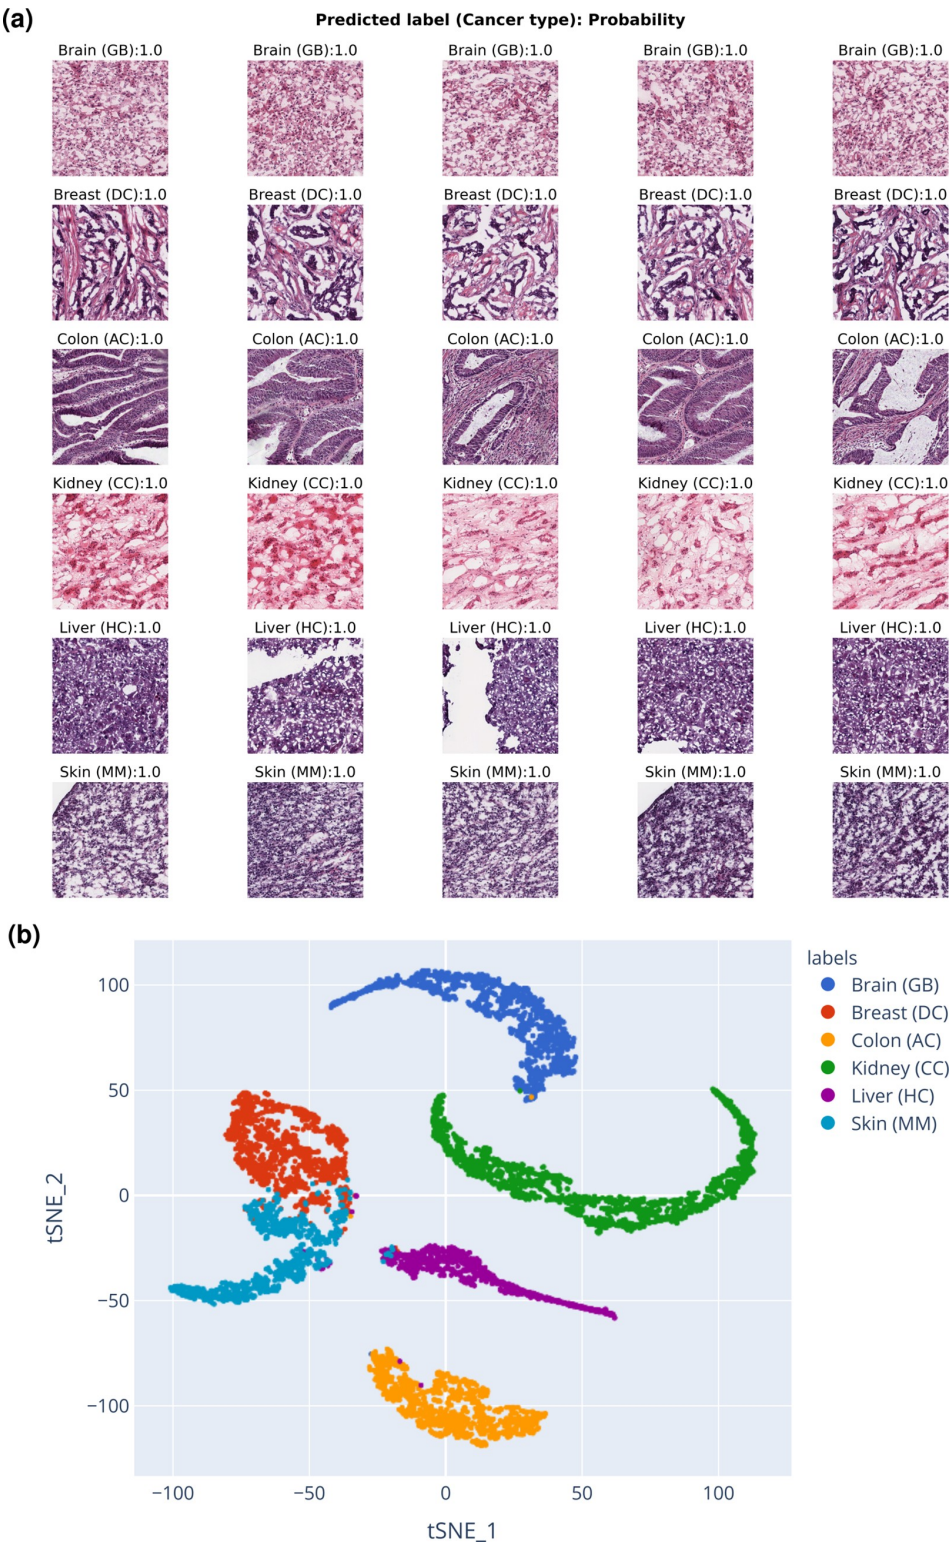 (a)
Predicted label (Cancer type): Probability
Brain (GB):1.0 Brain (GB):1.0 Brain (GB):1.0 Brain (GB):1.0 Brain (GB):1.0
Breast (DC):1.0 Breast (DC):1.0 Breast (DC):1.0 Breast (DC):1.0 Breast (DC):1.0
Colon (AC):1.0 Colon (AC):1.0 Colon (AC):1.0 Colon (AC):1.0 Colon (AC):1.0
Kidney (CC):1.0 Kidney (CC):1.0 Kidney (CC):1.0 Kidney (CC):1.0 Kidney (CC):1.0
Liver (HC):1.0 Liver (HC):1.0 Liver (HC):1.0 Liver (HC):1.0 Liver (HC):1.0
Skin (MM):1.0 Skin (MM):1.0 Skin (MM):1.0 Skin (MM):1.0 Skin (MM):1.0
(b)
labels
Brain (GB)
Breast (DC)
Colon (AC)
Kidney (CC)
Liver (HC)
Skin (MM)
100
50
0
−50
−100
tSNE_2
−100 −50 0 50 100
tSNE_1